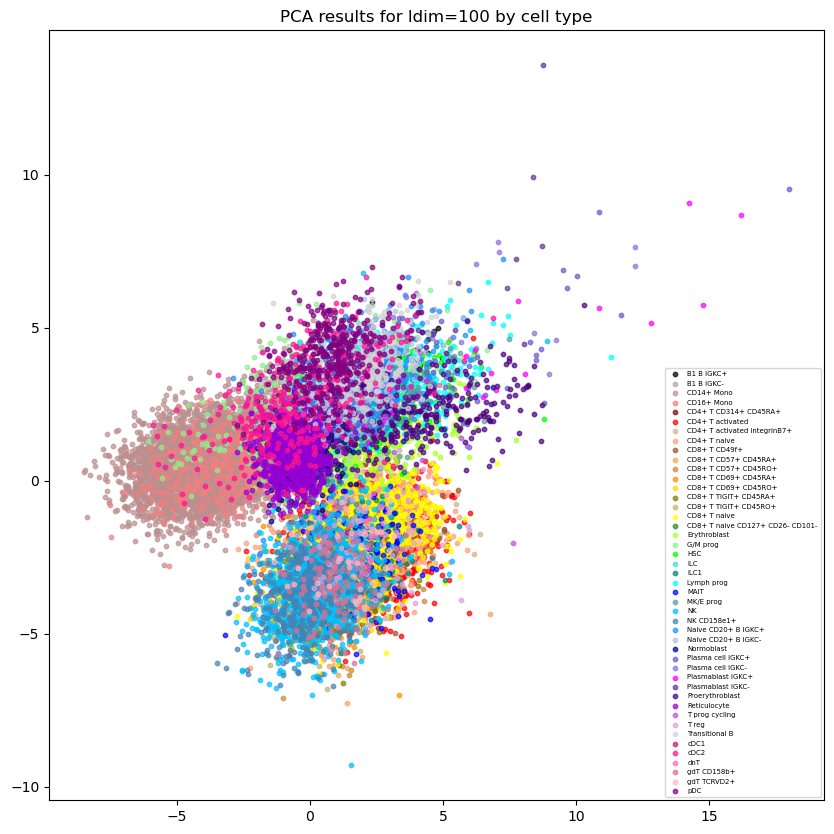 PCA results for ldim=100 by cell type
10
5
0
−5
−10
−5
0
5
10
15
B1 B IGKC+
B1 B IGKC-
CD14+ Mono
CD16+ Mono
CD4+ T CD314+ CD45RA+
CD4+ T activated
CD4+ T activated integrinB7+
CD4+ T naive
CD8+ T CD49f+
CD8+ T CD57+ CD45RA+
CD8+ T CD57+ CD45RO+
CD8+ T CD69+ CD45RA+
CD8+ T CD69+ CD45RO+
CD8+ T TIGIT+ CD45RA+
CD8+ T TIGIT+ CD45RO+
CD8+ T naive
CD8+ T naive CD127+ CD26- CD101-
Erythroblast
G/M prog
HSC
ILC
ILC1
Lymph prog
MAIT
MK/E prog
NK
NK CD158e1+
Naive CD20+ B IGKC+
Naive CD20+ B IGKC-
Normoblast
Plasma cell IGKC+
Plasma cell IGKC-
Plasmablast IGKC+
Plasmablast IGKC-
Proerythroblast
Reticulocyte
T prog cycling
T reg
Transitional B
cDC1
cDC2
dnT
gdT CD158b+
gdT TCRVD2+
pDC